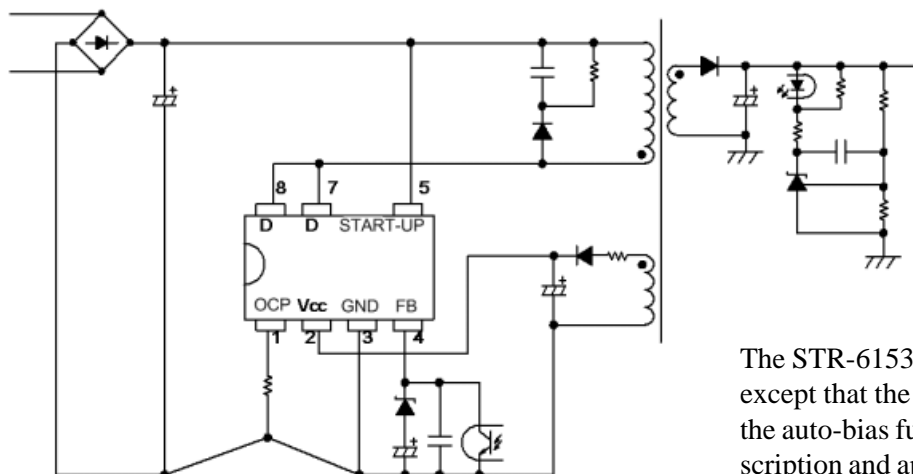 8 7 5
D D START-UP
OCP Vcc GND FB
1 2 3 4
+
+
+
+
The STR-6153
except that the
the auto-bias fu
scription and ap